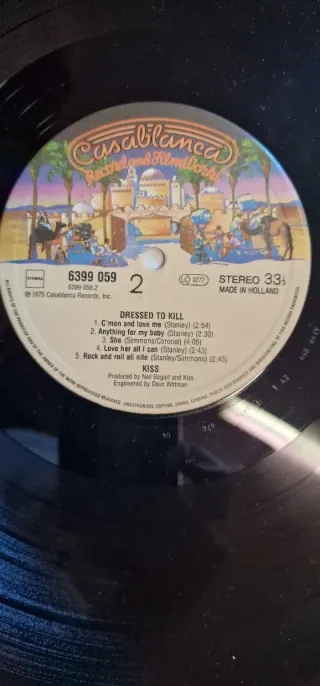 Casablanca
Record and FilmWorks
STEMRA
6399 059
6399 059.2
℗ 1975 Casablanca Records, Inc.
2
LC 3272
STEREO 33⅓
MADE IN HOLLAND
DRESSED TO KILL
1. C'mon and love me (Stanley) (2:54)
2. Anything for my baby (Stanley) (2:30)
3. She (Simmons/Coronel) (4:05)
4. Love her all I can (Stanley) (2:43)
5. Rock and roll all nite (Stanley/Simmons) (2:45)
KISS
Produced by Neil Bogart and Kiss
Engineered by Dave Wittman